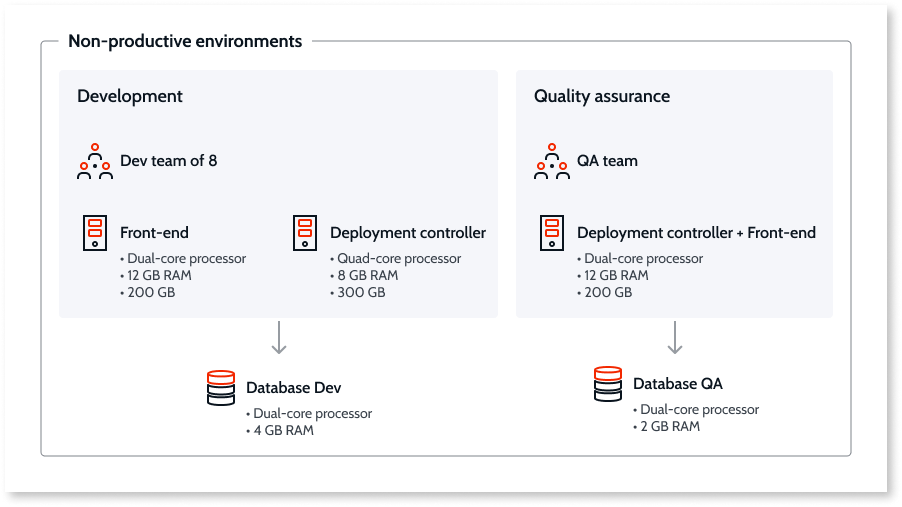 Non-productive environments
Development
Dev team of 8
Front-end
• Dual-core processor
• 12 GB RAM
• 200 GB
Deployment controller
• Quad-core processor
• 8 GB RAM
• 300 GB
Database Dev
• Dual-core processor
• 4 GB RAM
Quality assurance
QA team
Deployment controller + Front-end
• Dual-core processor
• 12 GB RAM
• 200 GB
Database QA
• Dual-core processor
• 2 GB RAM